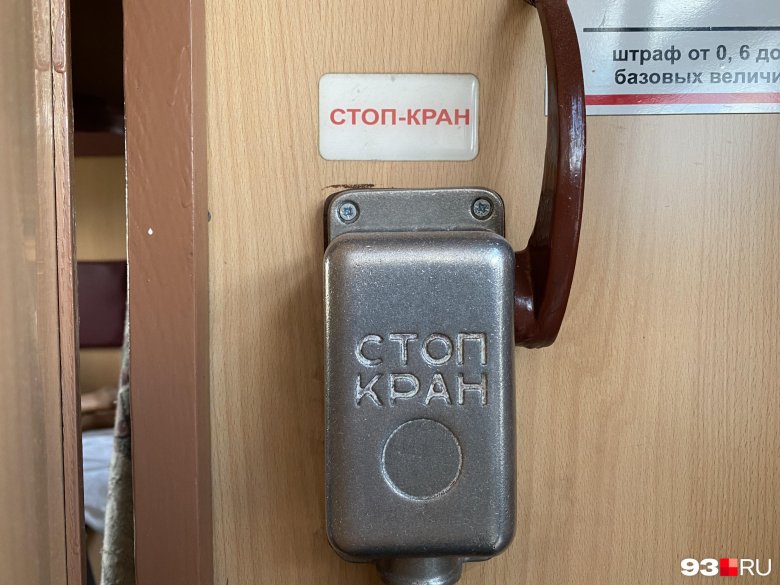 штраф от 0, 6 до
базовых величи
СТОП-КРАН
СТОП
КРАН
93.RU